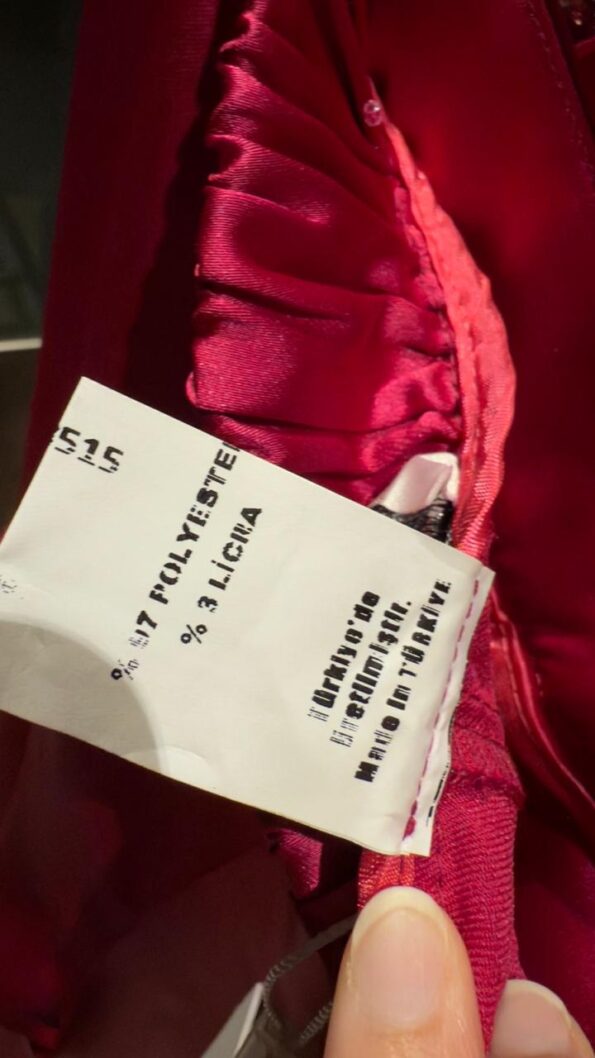 515
% 97 POLYESTER
% 3 LİCRA
Türkiye'de
Üretilmiştir.
Made in TÜRKİYE